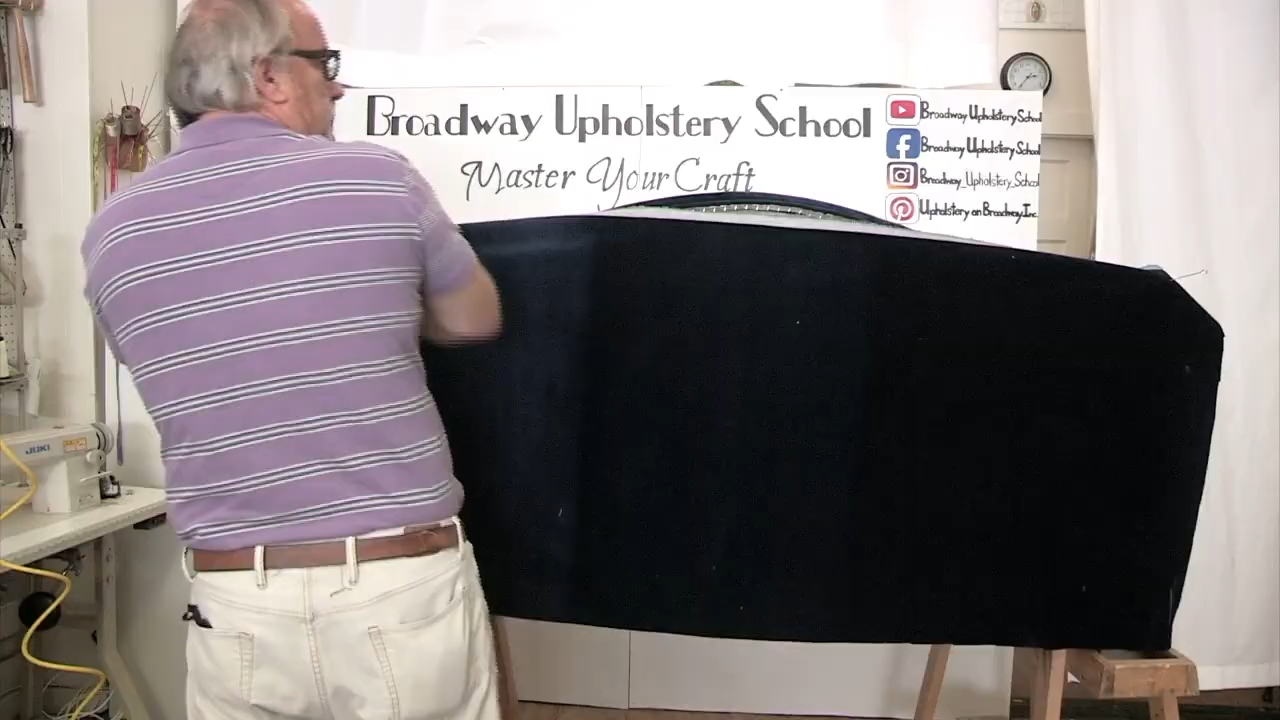 Broadway Upholstery School
Master Your Craft
Broadway Upholstery School
Broadway Upholstery School
Broadway_Upholstery_School
Upholstery on Broadway, Inc.
JUKI